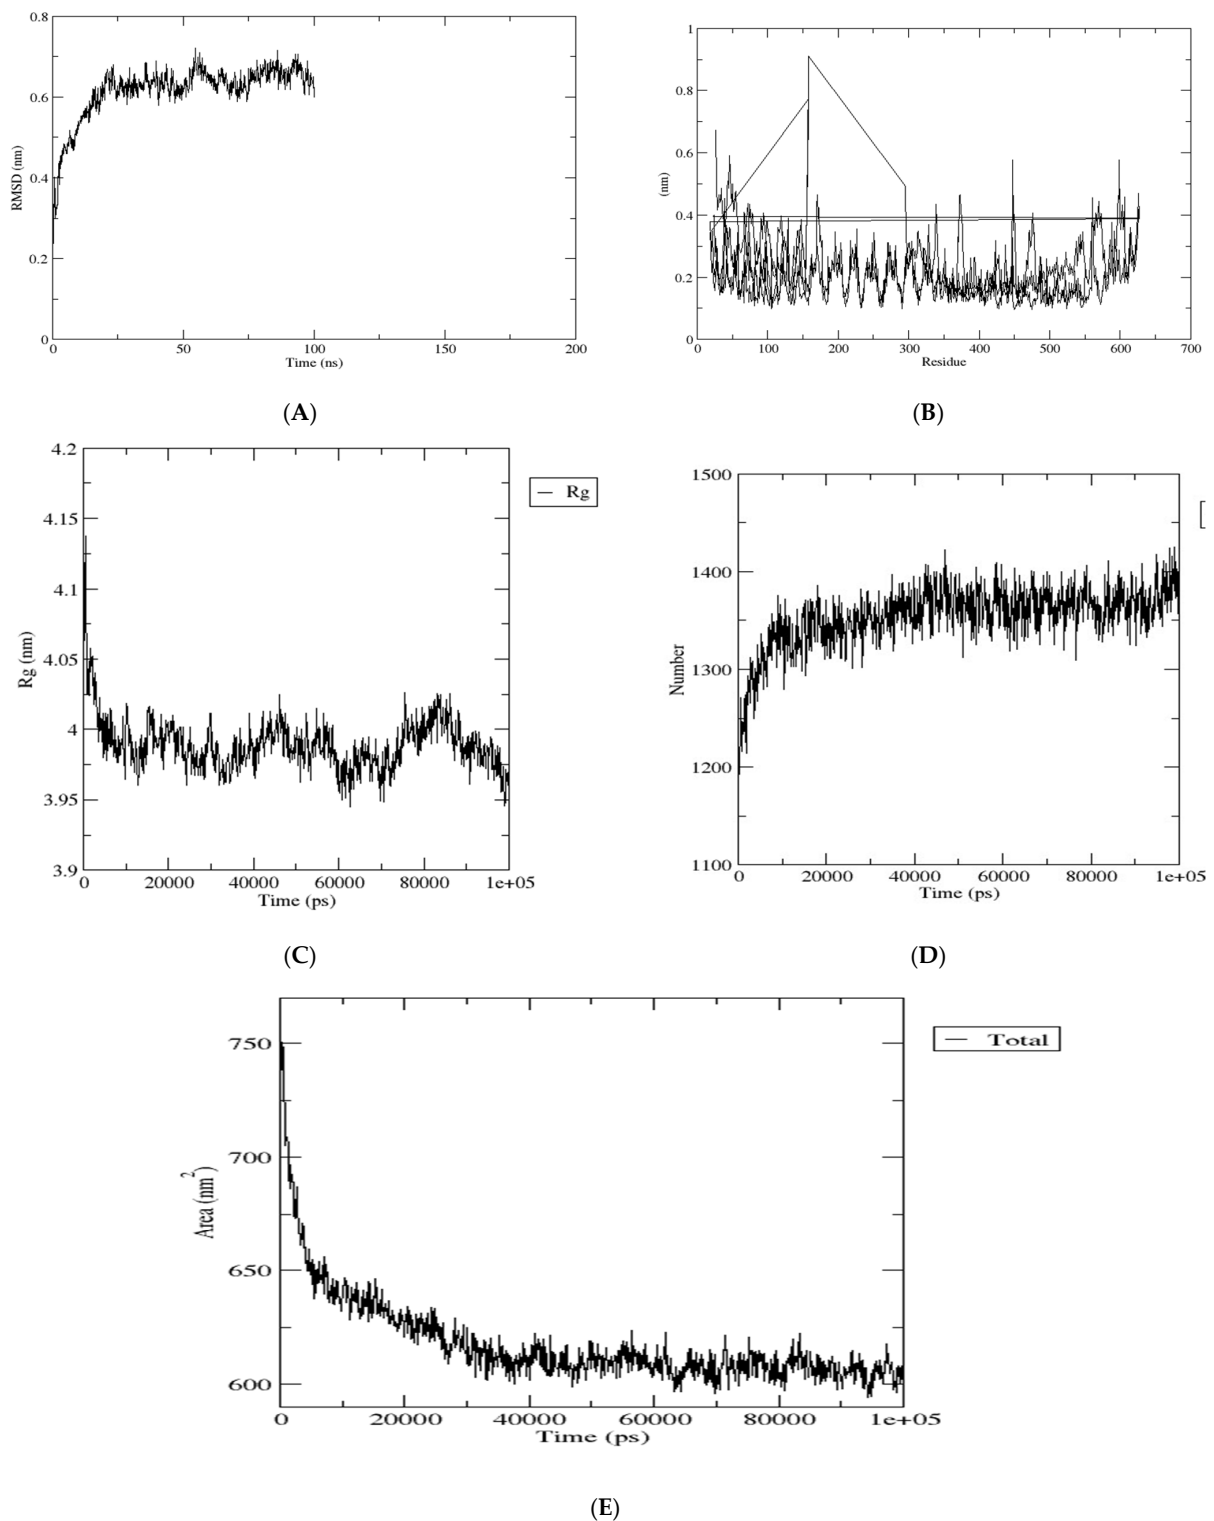 0.8
0.6
0.4
0.2
0
RMSD (nm)
0 50 100 150 200
Time (ns)
(A)
1
0.8
0.6
0.4
0.2
0
(nm)
0 100 200 300 400 500 600 700
Residue
(B)
4.2
4.15
4.1
4.05
4
3.95
3.9
Rg (nm)
0 20000 40000 60000 80000 1e+05
Time (ps)
Rg
(C)
1500
1400
1300
1200
1100
Number
0 20000 40000 60000 80000 1e+05
Time (ps)
(D)
750
700
650
600
Area (nm²)
0 20000 40000 60000 80000 1e+05
Time (ps)
Total
(E)